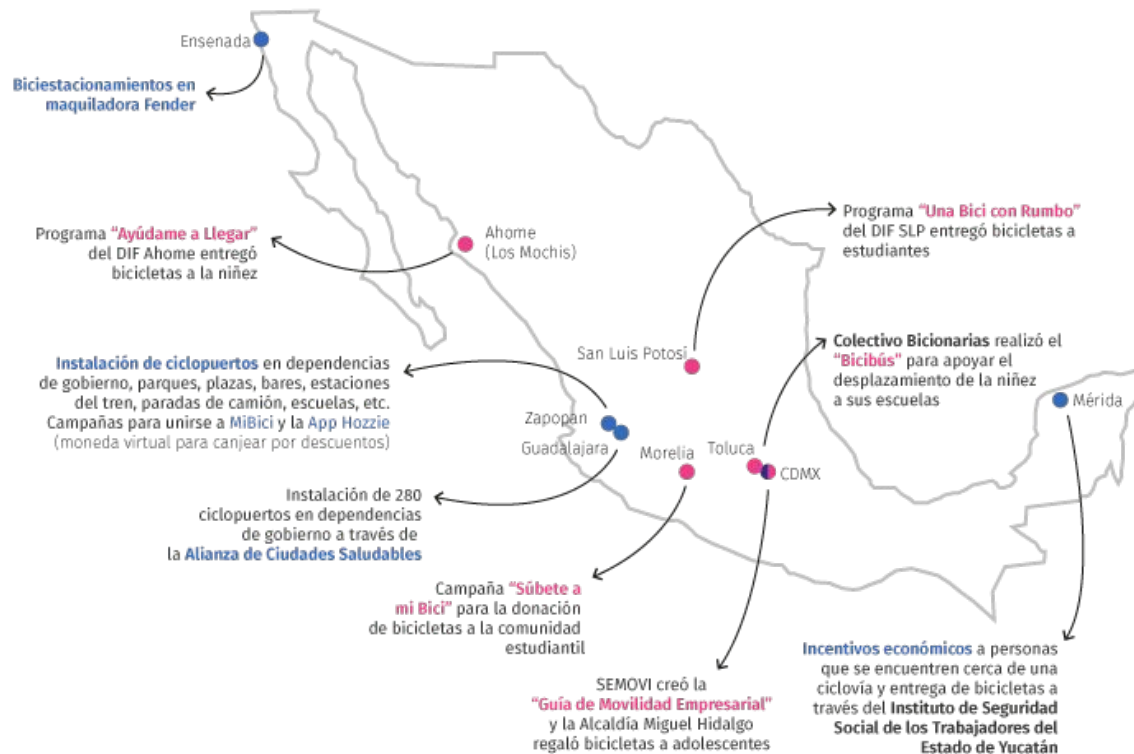 Ensenada
Biciestacionamientos en
maquiladora Fender
Programa “Ayúdame a Llegar”
del DIF Ahome entregó
bicicletas a la niñez
Ahome
(Los Mochis)
Programa “Una Bici con Rumbo”
del DIF SLP entregó bicicletas a
estudiantes
San Luis Potosí
Colectivo Bicionarias realizó el
“Bicibús” para apoyar el
desplazamiento de la niñez
a sus escuelas
Instalación de ciclopuertos en dependencias
de gobierno, parques, plazas, bares, estaciones
del tren, paradas de camión, escuelas, etc.
Campañas para unirse a MiBici y la App Hozzie
(moneda virtual para canjear por descuentos)
Mérida
Zapopan
Guadalajara
Morelia
Toluca
CDMX
Instalación de 280
ciclopuertos en dependencias
de gobierno a través de
la Alianza de Ciudades Saludables
Campaña “Súbete a
mi Bici” para la donación
de bicicletas a la comunidad
estudiantil
SEMOVI creó la
“Guía de Movilidad Empresarial”
y la Alcaldía Miguel Hidalgo
regaló bicicletas a adolescentes
Incentivos económicos a personas
que se encuentren cerca de una
ciclovía y entrega de bicicletas a
través del Instituto de Seguridad
Social de los Trabajadores del
Estado de Yucatán